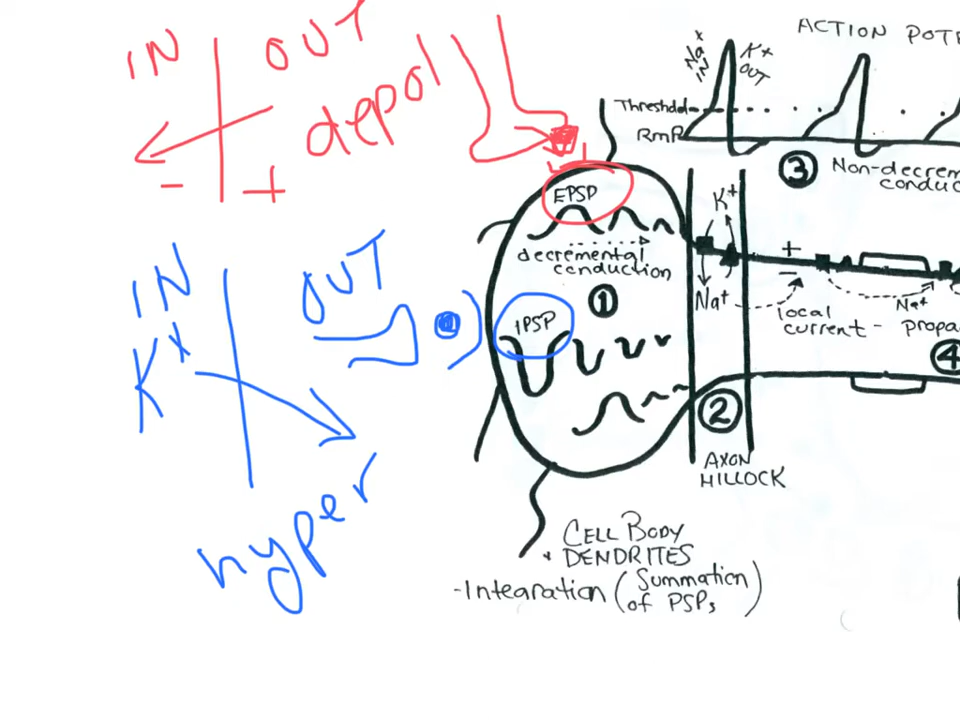 IN OUT
depol
- +
IN OUT
K+
hyper
ACTION POTE
Na+ IN
K+ OUT
Threshold
RMP
③ Non-decrem
conduc
EPSP
decremental
conduction
①
IPSP
K+
Na+
+
-
local
current - propa
Na+
④
②
AXON
HILLOCK
CELL BODY
+ DENDRITES
-Integration (Summation
of PSPs)